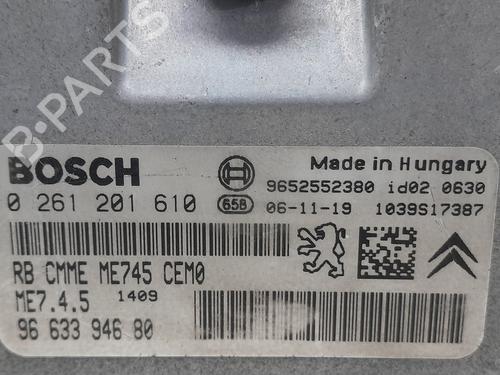 B-PARTS
BOSCH
Made in Hungary
9652552380 id02 0630
0 261 201 610 65B 06-11-19 1039S17387
RB CMME ME745 CEM0
ME7.4.5 1409
96 633 946 80